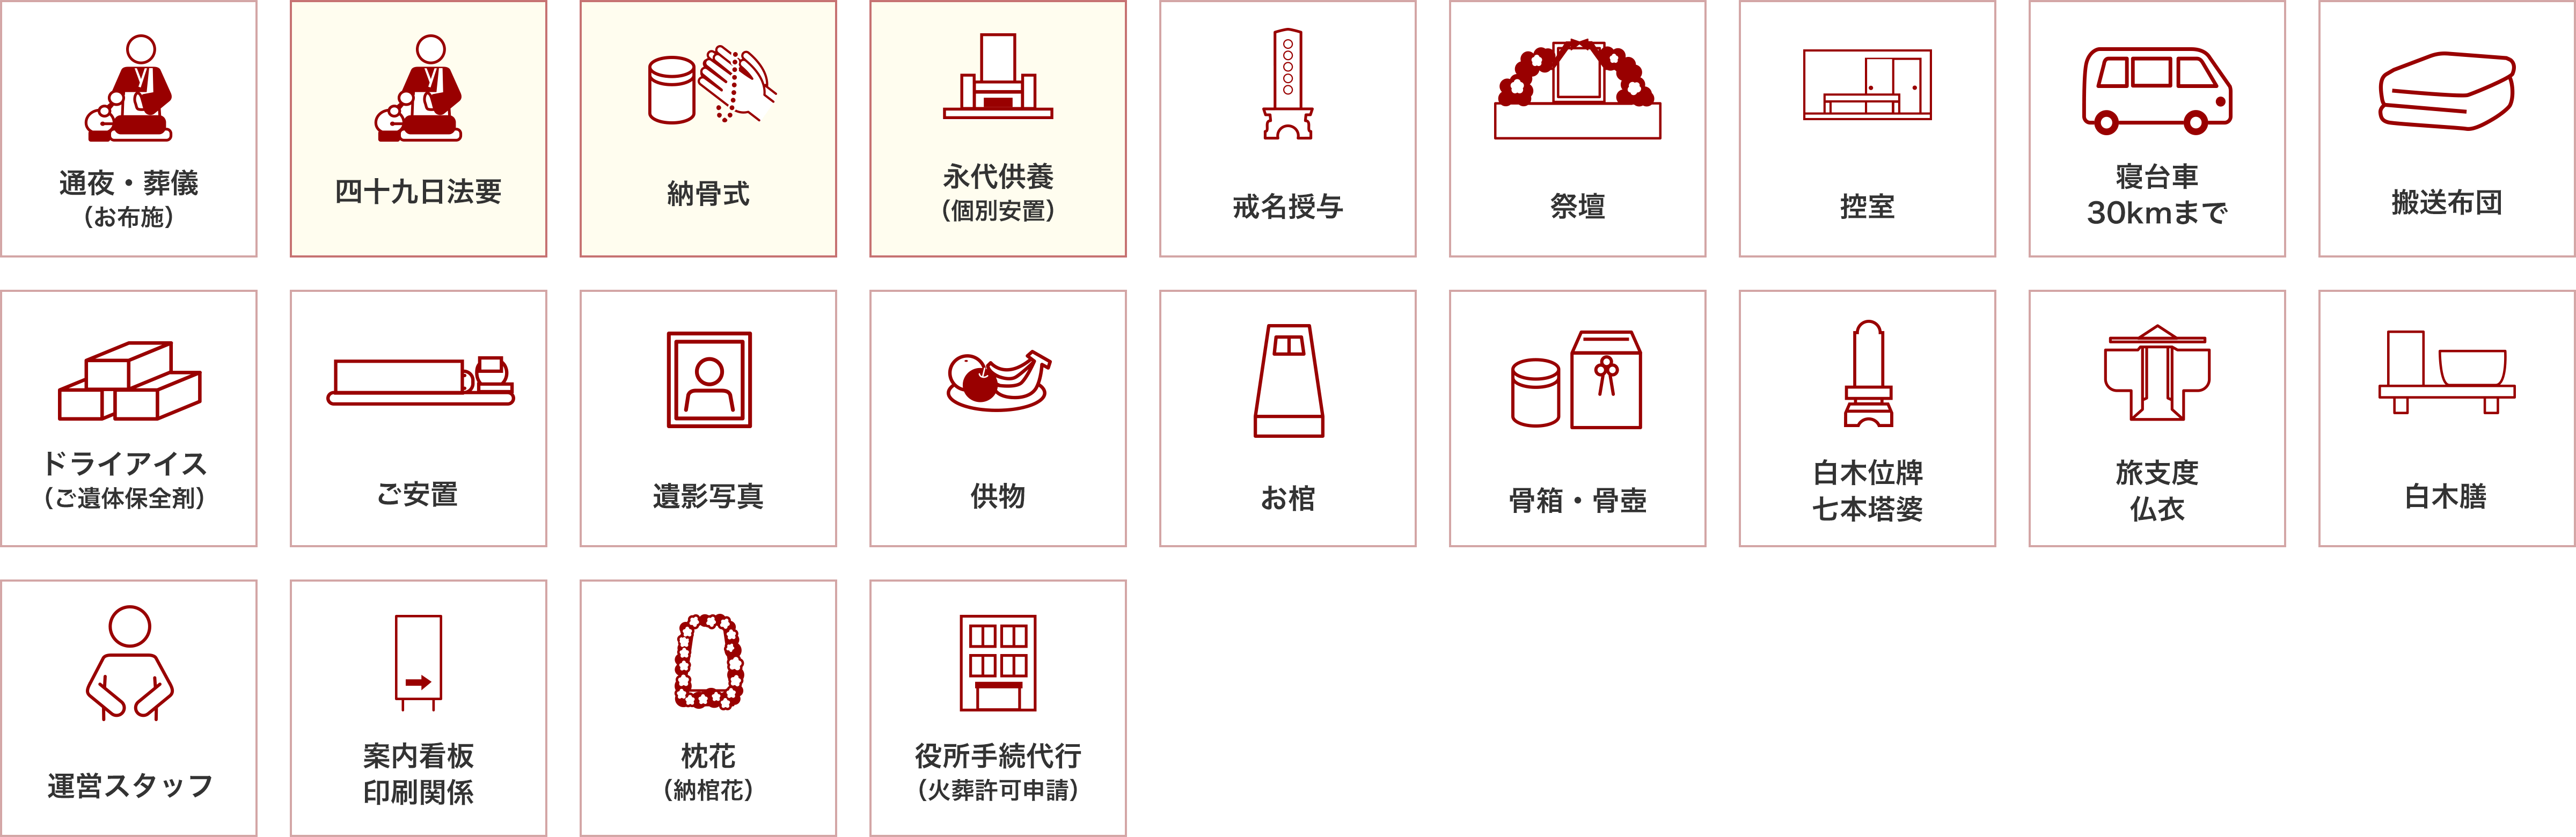 通夜・葬儀
（お布施）
四十九日法要
納骨式
永代供養
（個別安置）
戒名授与
祭壇
控室
寝台車
30kmまで
搬送布団
ドライアイス
（ご遺体保全剤）
ご安置
遺影写真
供物
お棺
骨箱・骨壺
白木位牌
七本塔婆
旅支度
仏衣
白木膳
運営スタッフ
案内看板
印刷関係
枕花
（納棺花）
役所手続代行
（火葬許可申請）